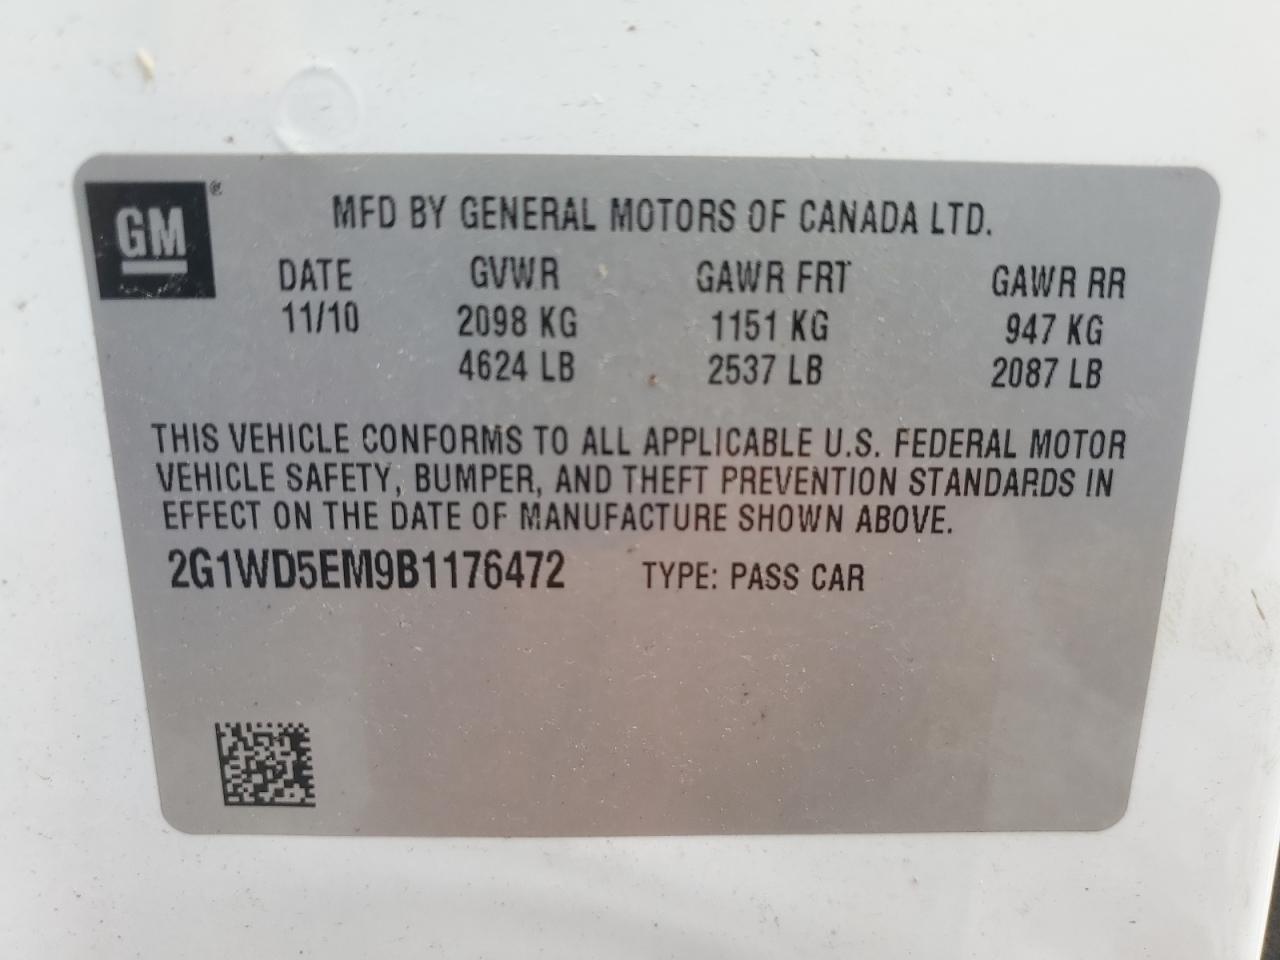 GM®
MFD BY GENERAL MOTORS OF CANADA LTD.
DATE GVWR GAWR FRT GAWR RR
11/10 2098 KG 1151 KG 947 KG
4624 LB 2537 LB 2087 LB
THIS VEHICLE CONFORMS TO ALL APPLICABLE U.S. FEDERAL MOTOR
VEHICLE SAFETY, BUMPER, AND THEFT PREVENTION STANDARDS IN
EFFECT ON THE DATE OF MANUFACTURE SHOWN ABOVE.
2G1WD5EM9B1176472 TYPE: PASS CAR